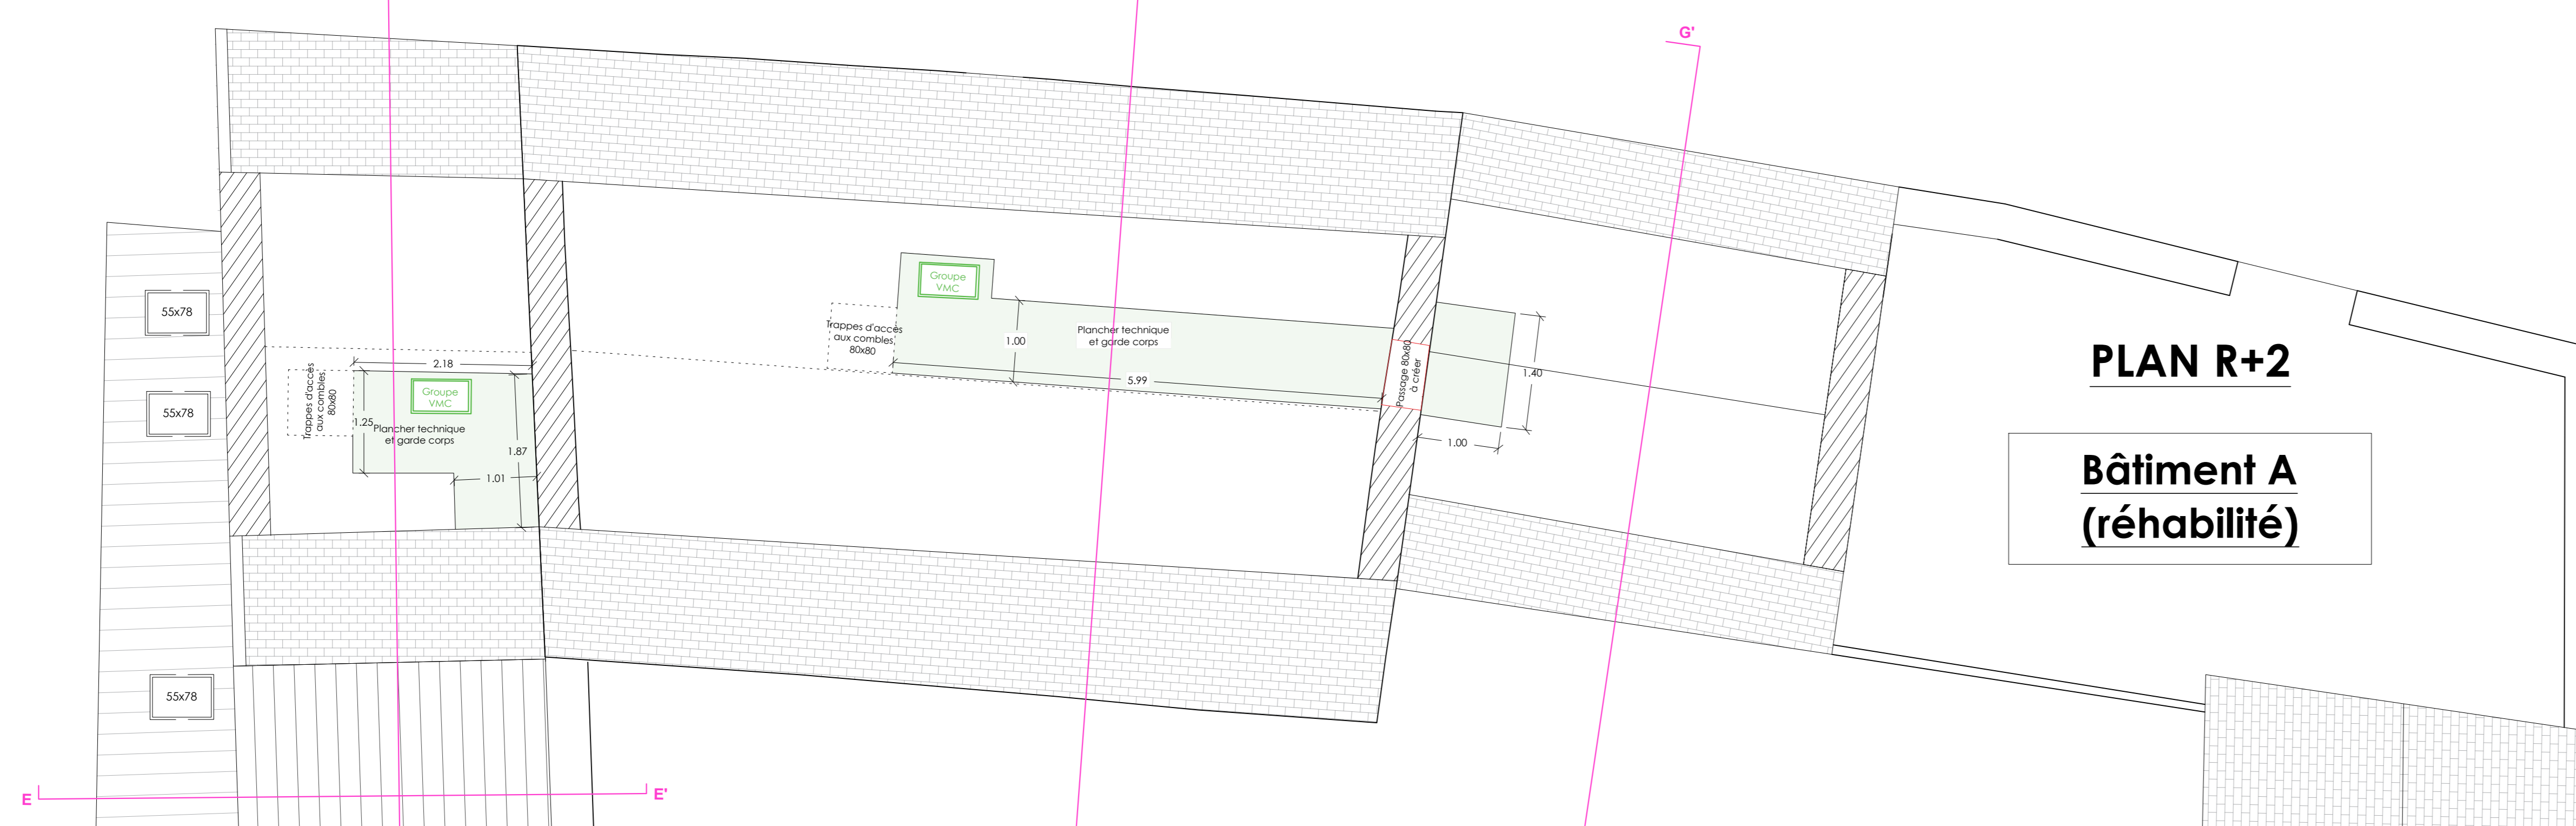 G'
55x78
55x78
55x78
Trappes d'accès
aux combles
80x80
2.18
Groupe
VMC
1.25
Plancher technique
et garde corps
1.87
1.01
Trappes d'accès
aux combles
80x80
Groupe
VMC
1.00
Plancher technique
et garde corps
5.99
Passage 80x80
à créer
1.40
1.00
PLAN R+2
Bâtiment A
(réhabilité)
E
E'